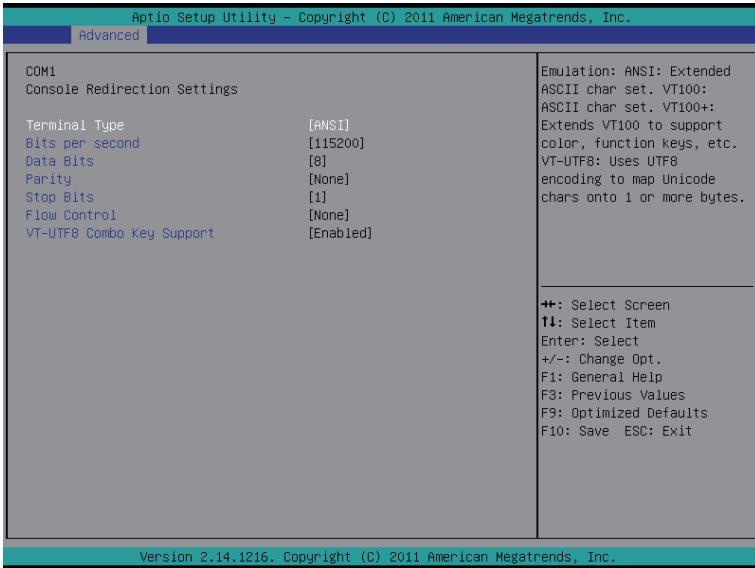 Aptio Setup Utility – Copyright (C) 2011 American Megatrends, Inc.
Advanced
COM1
Console Redirection Settings
Terminal Type [ANSI]
Bits per second [115200]
Data Bits [8]
Parity [None]
Stop Bits [1]
Flow Control [None]
VT-UTF8 Combo Key Support [Enabled]
Emulation: ANSI: Extended
ASCII char set. VT100:
ASCII char set. VT100+:
Extends VT100 to support
color, function keys, etc.
VT-UTF8: Uses UTF8
encoding to map Unicode
chars onto 1 or more bytes.
→←: Select Screen
↑↓: Select Item
Enter: Select
+/-: Change Opt.
F1: General Help
F3: Previous Values
F9: Optimized Defaults
F10: Save ESC: Exit
Version 2.14.1216. Copyright (C) 2011 American Megatrends, Inc.